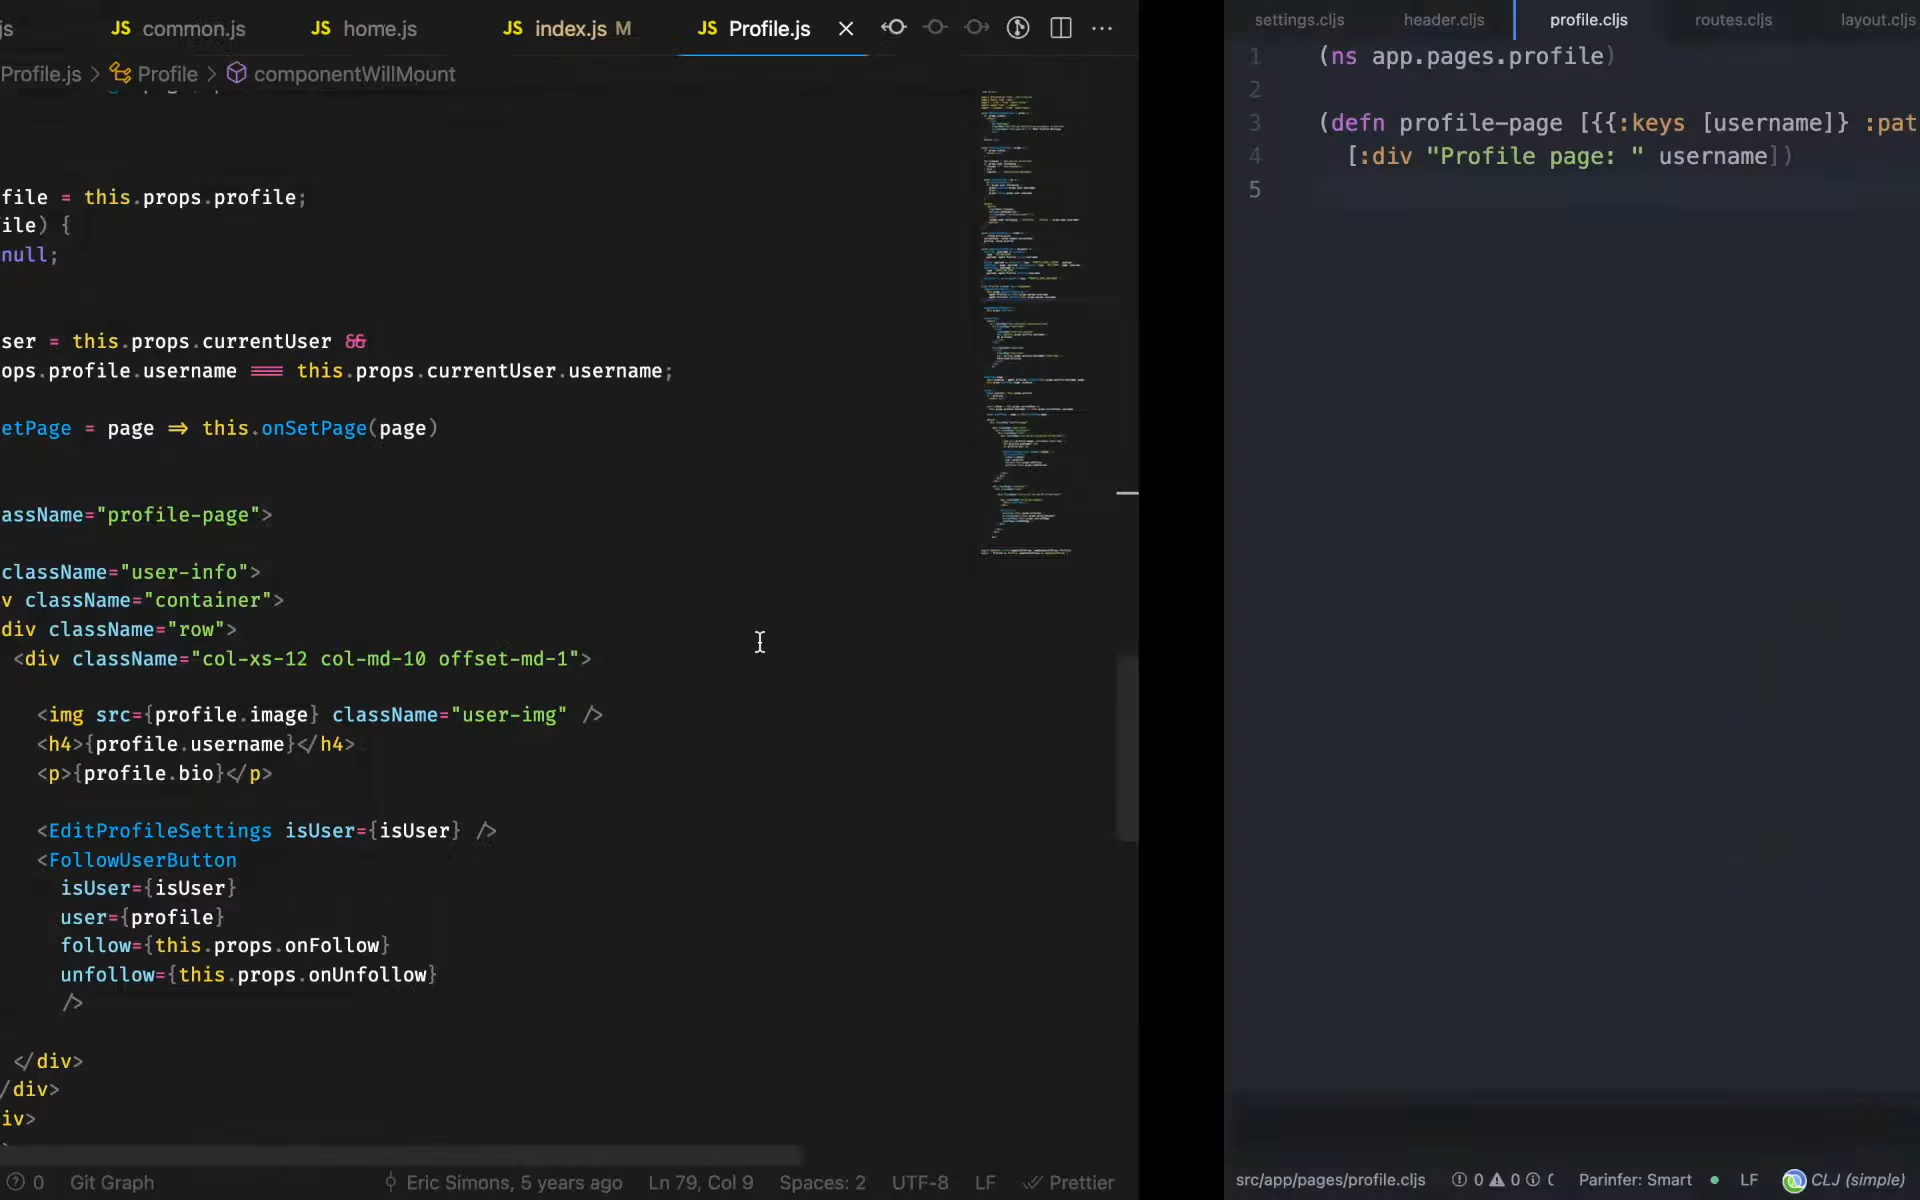 js
JS common.js
JS home.js
JS index.js M
JS Profile.js
Profile.js > Profile > componentWillMount
file = this.props.profile;
ile) {
null;
ser = this.props.currentUser &&
ops.profile.username === this.props.currentUser.username;
etPage = page => this.onSetPage(page)
assName="profile-page">
className="user-info">
v className="container">
div className="row">
<div className="col-xs-12 col-md-10 offset-md-1">
<img src={profile.image} className="user-img" />
<h4>{profile.username}</h4>
<p>{profile.bio}</p>
<EditProfileSettings isUser={isUser} />
<FollowUserButton
isUser={isUser}
user={profile}
follow={this.props.onFollow}
unfollow={this.props.onUnfollow}
/>
</div>
/div>
iv>
0 Git Graph Eric Simons, 5 years ago Ln 79, Col 9 Spaces: 2 UTF-8 LF Prettier
settings.cljs header.cljs profile.cljs routes.cljs layout.cljs
1 (ns app.pages.profile)
2
3 (defn profile-page [{{:keys [username]} :pat
4 [:div "Profile page: " username])
5
src/app/pages/profile.cljs 0 0 Parinfer: Smart LF CLJ (simple)